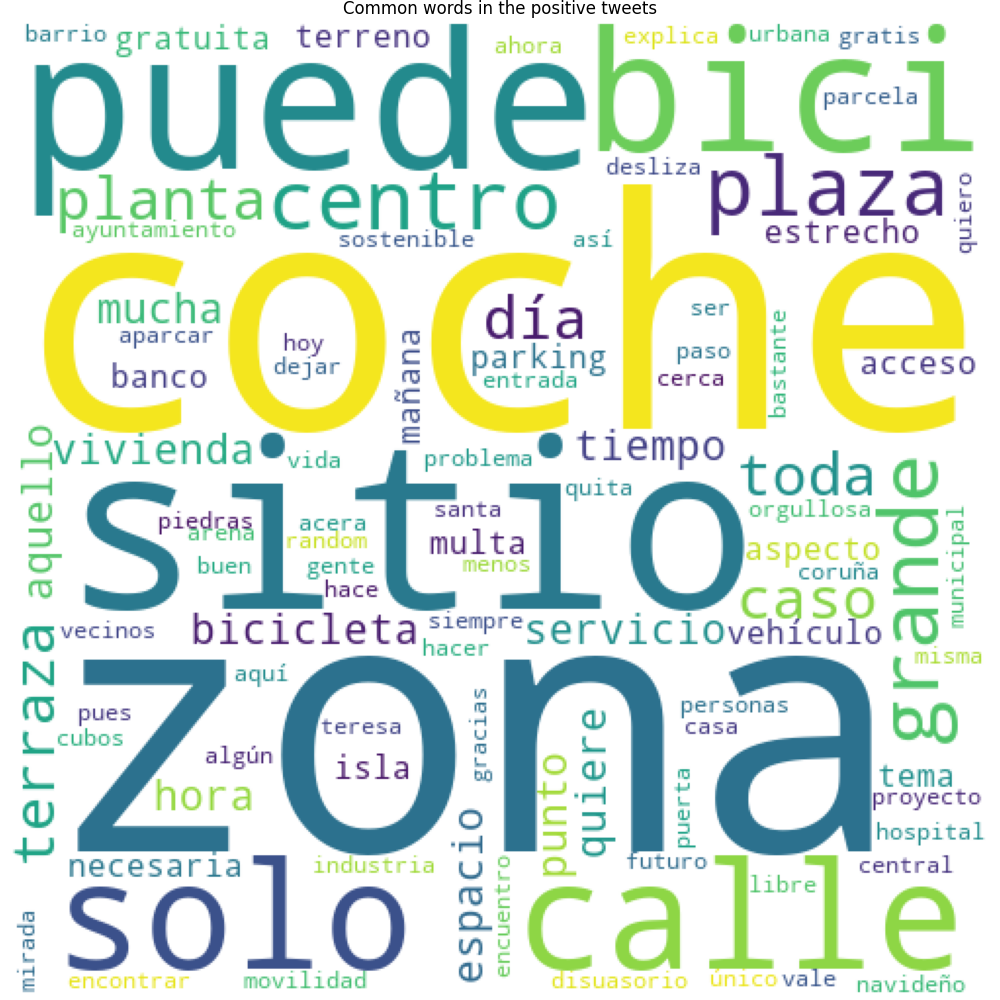 Common words in the positive tweets
barrio gratuita terreno ahora explica urbana gratis
puede bici
parcela
desliza
planta centro plaza
quiero
ayuntamiento sostenible así estrecho
coche
mucha día ser
aparcar hoy mañana parking paso bastante acceso
banco dejar entrada cerca
vivienda vida problema tiempo
aquello sitio quita toda grande
piedras acera santa orgullosa municipal
arena random multa aspecto
buen gente menos coruña
hace caso
vecinos bicicleta siempre servicio vehículo
hacer misma
terraza zona
aquí personas
pues teresa gracias quiere casa
cubos algún isla punto puerta tema
hora proyecto
espacio hospital
necesaria industria futuro central
solo encuentro calle libre
mirada
encontrar movilidad disuasorio único vale navideño